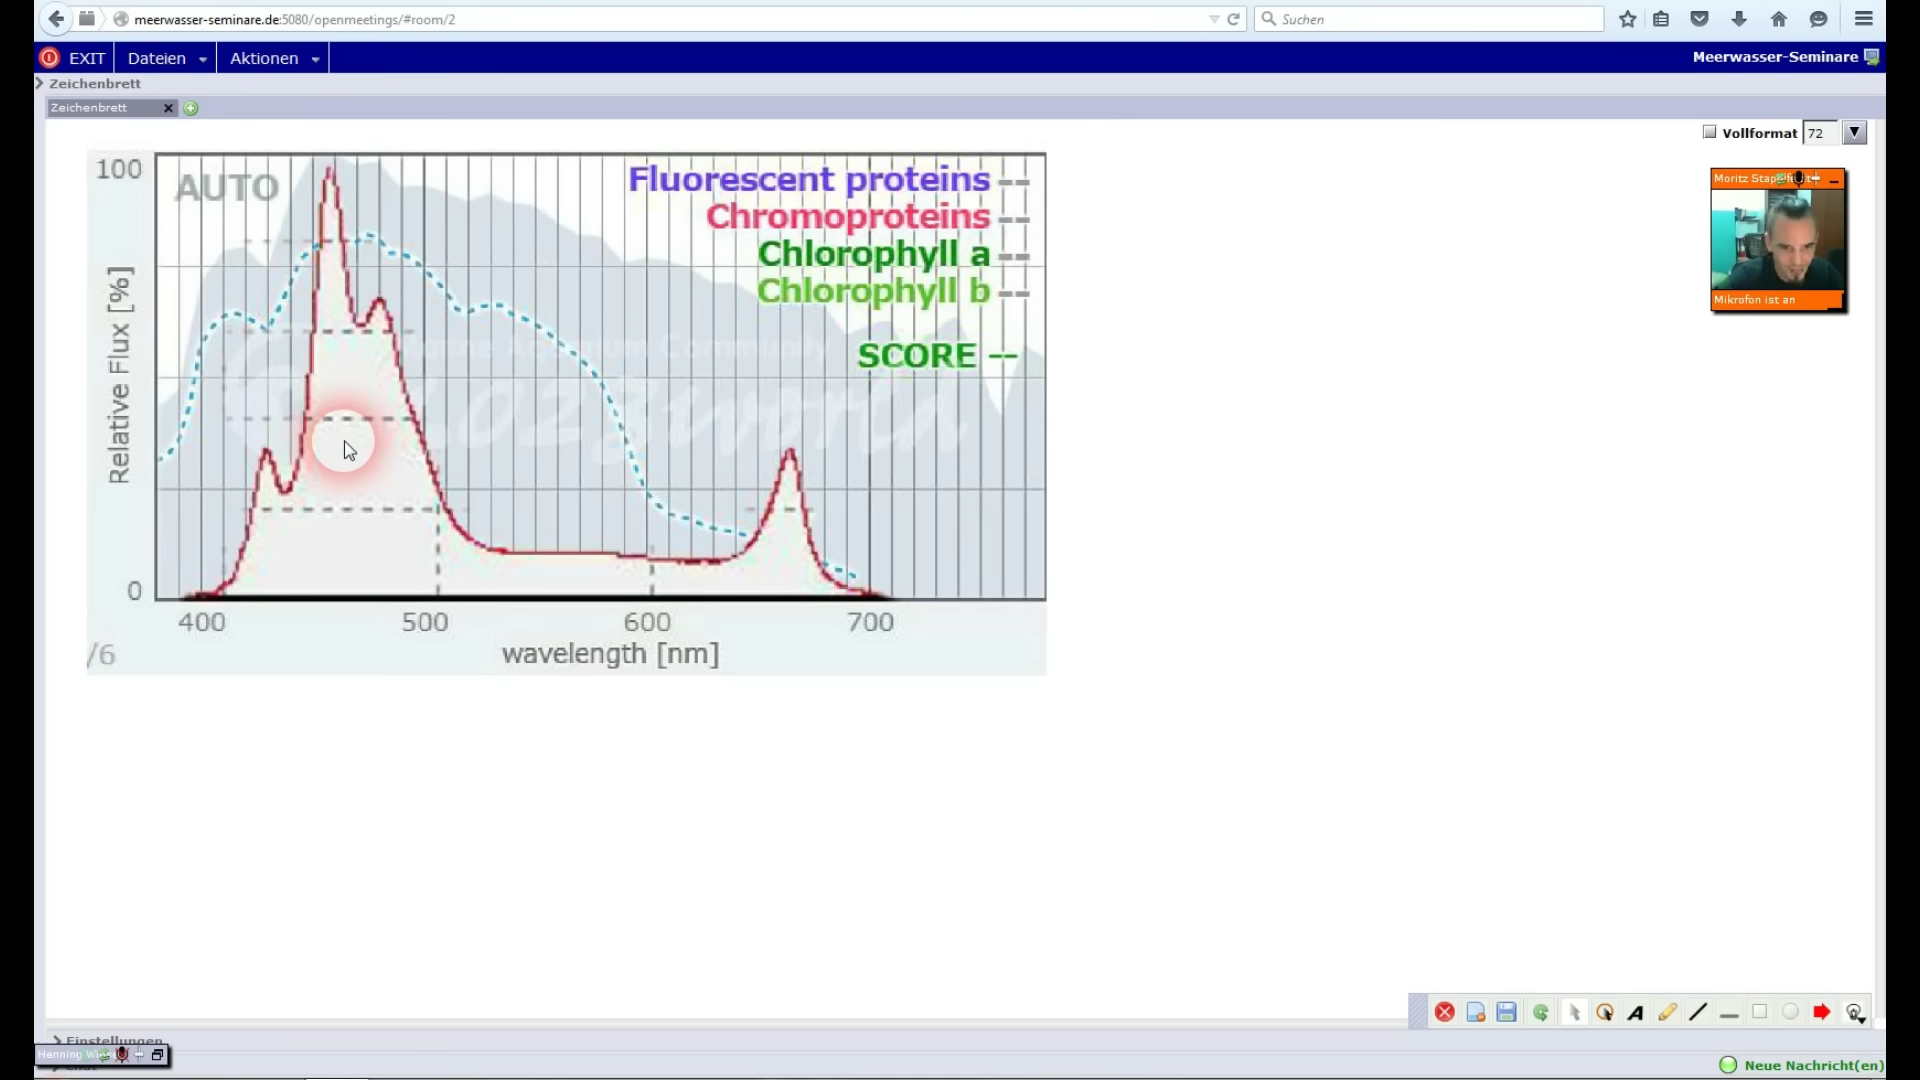 meerwasser-seminare.de:5080/openmeetings/#room/2
Suchen
EXIT
Dateien
Aktionen
Meerwasser-Seminare
Zeichenbrett
Zeichenbrett
Vollformat 72
Moritz
Mikrofon ist an
100
AUTO
Fluorescent proteins --
Chromoproteins --
Chlorophyll a --
Chlorophyll b --
SCORE --
Relative Flux [%]
0
400
500
600
700
wavelength [nm]
/6
Einstellungen
Henning
Neue Nachricht(en)